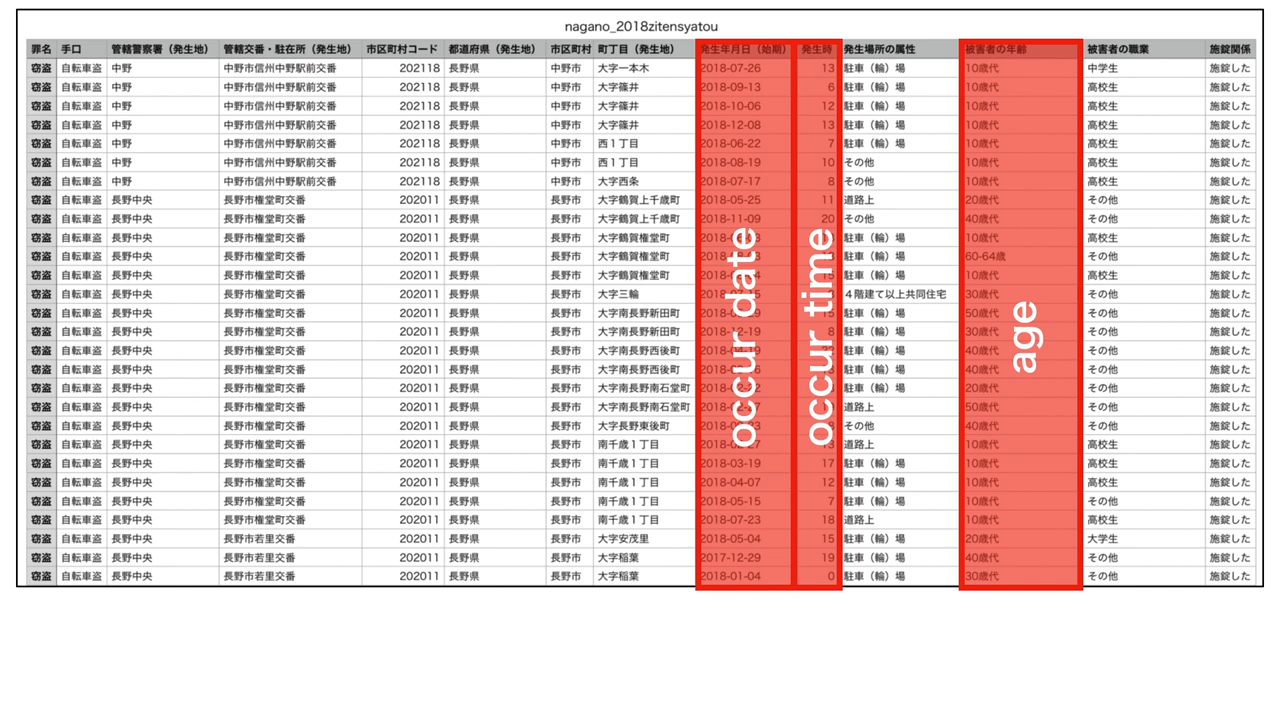 nagano_2018zitensyatou
罪名 手口 管轄警察署（発生地） 管轄交番・駐在所（発生地） 市区町村コード 都道府県（発生地） 市区町村 町丁目（発生地） 発生年月日（始期） 発生時 発生場所の属性 被害者の年齢 被害者の職業 施錠関係
窃盗 自転車盗 中野 中野市信州中野駅前交番 202118 長野県 中野市 大字一本木 2018-07-26 13 駐車（輪）場 10歳代 中学生 施錠した
窃盗 自転車盗 中野 中野市信州中野駅前交番 202118 長野県 中野市 大字篠井 2018-09-13 6 駐車（輪）場 10歳代 高校生 施錠した
窃盗 自転車盗 中野 中野市信州中野駅前交番 202118 長野県 中野市 大字篠井 2018-10-06 12 駐車（輪）場 10歳代 高校生 施錠した
窃盗 自転車盗 中野 中野市信州中野駅前交番 202118 長野県 中野市 大字篠井 2018-12-08 13 駐車（輪）場 10歳代 高校生 施錠した
窃盗 自転車盗 中野 中野市信州中野駅前交番 202118 長野県 中野市 西１丁目 2018-06-22 7 駐車（輪）場 10歳代 高校生 施錠した
窃盗 自転車盗 中野 中野市信州中野駅前交番 202118 長野県 中野市 西１丁目 2018-08-19 10 その他 10歳代 高校生 施錠した
窃盗 自転車盗 中野 中野市信州中野駅前交番 202118 長野県 中野市 大字西条 2018-07-17 8 その他 10歳代 高校生 施錠した
窃盗 自転車盗 長野中央 長野市権堂町交番 202011 長野県 長野市 大字鶴賀上千歳町 2018-05-25 11 道路上 20歳代 その他 施錠した
窃盗 自転車盗 長野中央 長野市権堂町交番 202011 長野県 長野市 大字鶴賀上千歳町 2018-11-09 20 その他 40歳代 その他 施錠した
窃盗 自転車盗 長野中央 長野市権堂町交番 202011 長野県 長野市 大字鶴賀権堂町 駐車（輪）場 10歳代 高校生 施錠した
窃盗 自転車盗 長野中央 長野市権堂町交番 202011 長野県 長野市 大字鶴賀権堂町 駐車（輪）場 60-64歳 その他 施錠した
窃盗 自転車盗 長野中央 長野市権堂町交番 202011 長野県 長野市 大字鶴賀権堂町 駐車（輪）場 10歳代 高校生 施錠した
窃盗 自転車盗 長野中央 長野市権堂町交番 202011 長野県 長野市 大字三輪 ４階建て以上共同住宅 30歳代 その他 施錠した
窃盗 自転車盗 長野中央 長野市権堂町交番 202011 長野県 長野市 大字南長野新田町 駐車（輪）場 50歳代 その他 施錠した
窃盗 自転車盗 長野中央 長野市権堂町交番 202011 長野県 長野市 大字南長野新田町 2018-12-19 8 駐車（輪）場 30歳代 その他 施錠した
窃盗 自転車盗 長野中央 長野市権堂町交番 202011 長野県 長野市 大字南長野西後町 駐車（輪）場 40歳代 その他 施錠した
窃盗 自転車盗 長野中央 長野市権堂町交番 202011 長野県 長野市 大字南長野西後町 駐車（輪）場 40歳代 その他 施錠した
窃盗 自転車盗 長野中央 長野市権堂町交番 202011 長野県 長野市 大字南長野南石堂町 駐車（輪）場 20歳代 その他 施錠した
窃盗 自転車盗 長野中央 長野市権堂町交番 202011 長野県 長野市 大字南長野南石堂町 道路上 50歳代 その他 施錠した
窃盗 自転車盗 長野中央 長野市権堂町交番 202011 長野県 長野市 大字長野東後町 その他 40歳代 その他 施錠した
窃盗 自転車盗 長野中央 長野市権堂町交番 202011 長野県 長野市 南千歳１丁目 道路上 10歳代 高校生 施錠した
窃盗 自転車盗 長野中央 長野市権堂町交番 202011 長野県 長野市 南千歳１丁目 2018-03-19 17 駐車（輪）場 10歳代 高校生 施錠した
窃盗 自転車盗 長野中央 長野市権堂町交番 202011 長野県 長野市 南千歳１丁目 2018-04-07 12 駐車（輪）場 10歳代 高校生 施錠した
窃盗 自転車盗 長野中央 長野市権堂町交番 202011 長野県 長野市 南千歳１丁目 2018-05-15 7 駐車（輪）場 10歳代 その他 施錠した
窃盗 自転車盗 長野中央 長野市権堂町交番 202011 長野県 長野市 南千歳１丁目 2018-07-23 18 道路上 10歳代 高校生 施錠した
窃盗 自転車盗 長野中央 長野市若里交番 202011 長野県 長野市 大字安茂里 2018-05-04 15 駐車（輪）場 20歳代 大学生 施錠した
窃盗 自転車盗 長野中央 長野市若里交番 202011 長野県 長野市 大字稲葉 2017-12-29 19 駐車（輪）場 40歳代 その他 施錠した
窃盗 自転車盗 長野中央 長野市若里交番 202011 長野県 長野市 大字稲葉 2018-01-04 0 駐車（輪）場 30歳代 その他 施錠した
occur date
occur time
age